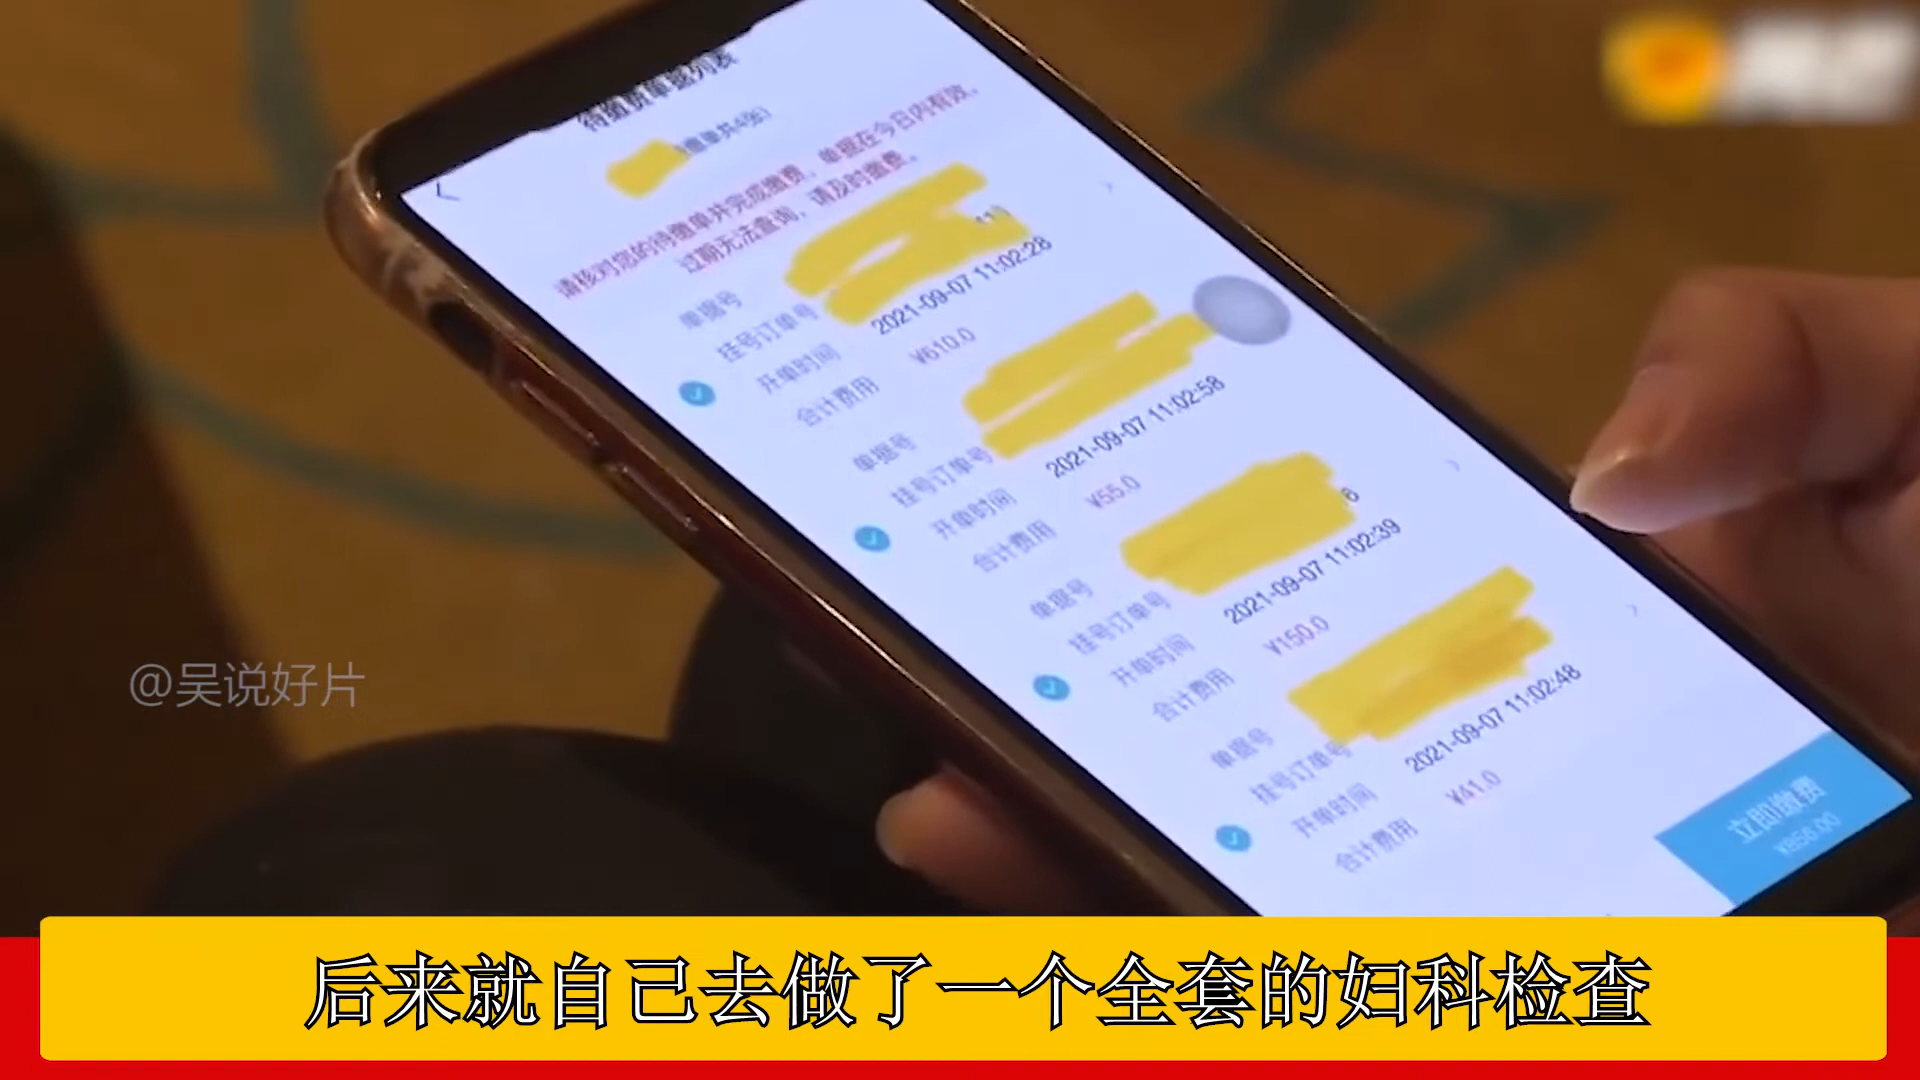 待缴费单据列表
缴单共4张)
请核对您的待缴单并完成缴费。单据在今日内有效，
过期无法查询，请及时缴费。
单据号
挂号订单号 11)
开单时间 2021-09-07 11:02:28
合计费用 ¥610.0
单据号
挂号订单号
开单时间 2021-09-07 11:02:58
合计费用 ¥55.0
单据号
挂号订单号 6
开单时间 2021-09-07 11:02:39
合计费用 ¥150.0
单据号
挂号订单号
开单时间 2021-09-07 11:02:48
合计费用 ¥41.0
立即缴费
¥856.00
@吴说好片
后来就自己去做了一个全套的妇科检查